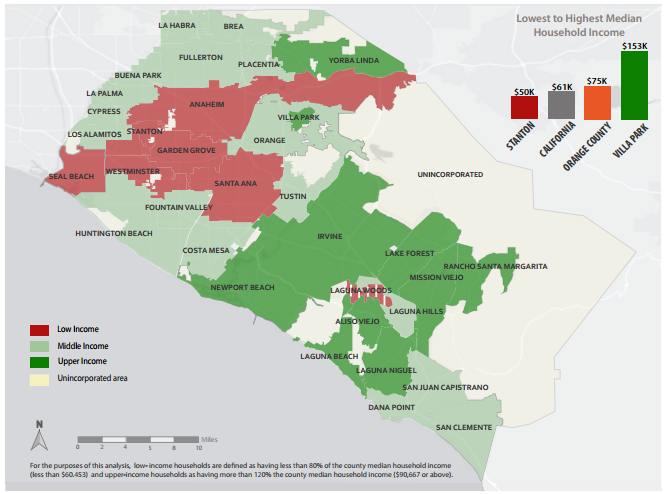 Lowest to Highest Median
Household Income
$153K
$75K
$61K
$50K
STANTON
CALIFORNIA
ORANGE COUNTY
VILLA PARK
LA HABRA
BREA
FULLERTON
PLACENTIA
YORBA LINDA
BUENA PARK
LA PALMA
ANAHEIM
CYPRESS
VILLA PARK
LOS ALAMITOS
STANTON
ORANGE
GARDEN GROVE
SEAL BEACH
WESTMINSTER
UNINCORPORATED
SANTA ANA
TUSTIN
FOUNTAIN VALLEY
HUNTINGTON BEACH
IRVINE
COSTA MESA
LAKE FOREST
RANCHO SANTA MARGARITA
MISSION VIEJO
NEWPORT BEACH
LAGUNA WOODS
LAGUNA HILLS
ALISO VIEJO
LAGUNA BEACH
LAGUNA NIGUEL
SAN JUAN CAPISTRANO
DANA POINT
SAN CLEMENTE
Low Income
Middle Income
Upper Income
Unincorporated area
N
Miles
0 2 4 6 8 10
For the purposes of this analysis, low-income households are defined as having less than 80% of the county median household income
(less than $60,453) and upper-income households as having more than 120% the county median household income ($90,667 or above).